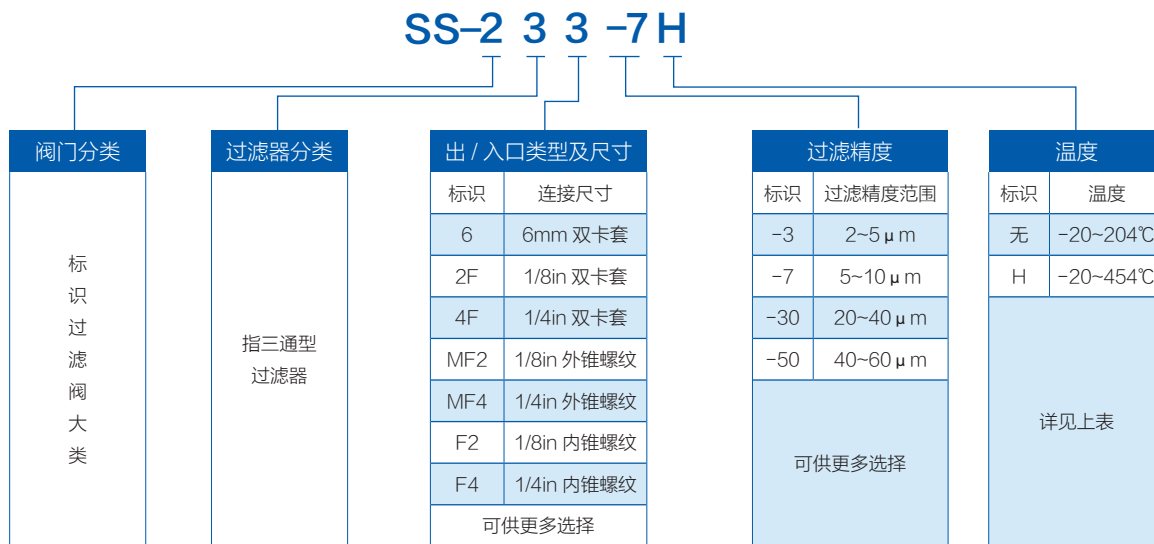 SS-2 3 3 -7 H
阀门分类
标
识
过
滤
阀
大
类
过滤器分类
指三通型
过滤器
出 / 入口类型及尺寸
标识 连接尺寸
6 6mm 双卡套
2F 1/8in 双卡套
4F 1/4in 双卡套
MF2 1/8in 外锥螺纹
MF4 1/4in 外锥螺纹
F2 1/8in 内锥螺纹
F4 1/4in 内锥螺纹
可供更多选择
过滤精度
标识 过滤精度范围
-3 2~5 μ m
-7 5~10 μ m
-30 20~40 μ m
-50 40~60 μ m
可供更多选择
温度
标识 温度
无 -20~204℃
H -20~454℃
详见上表